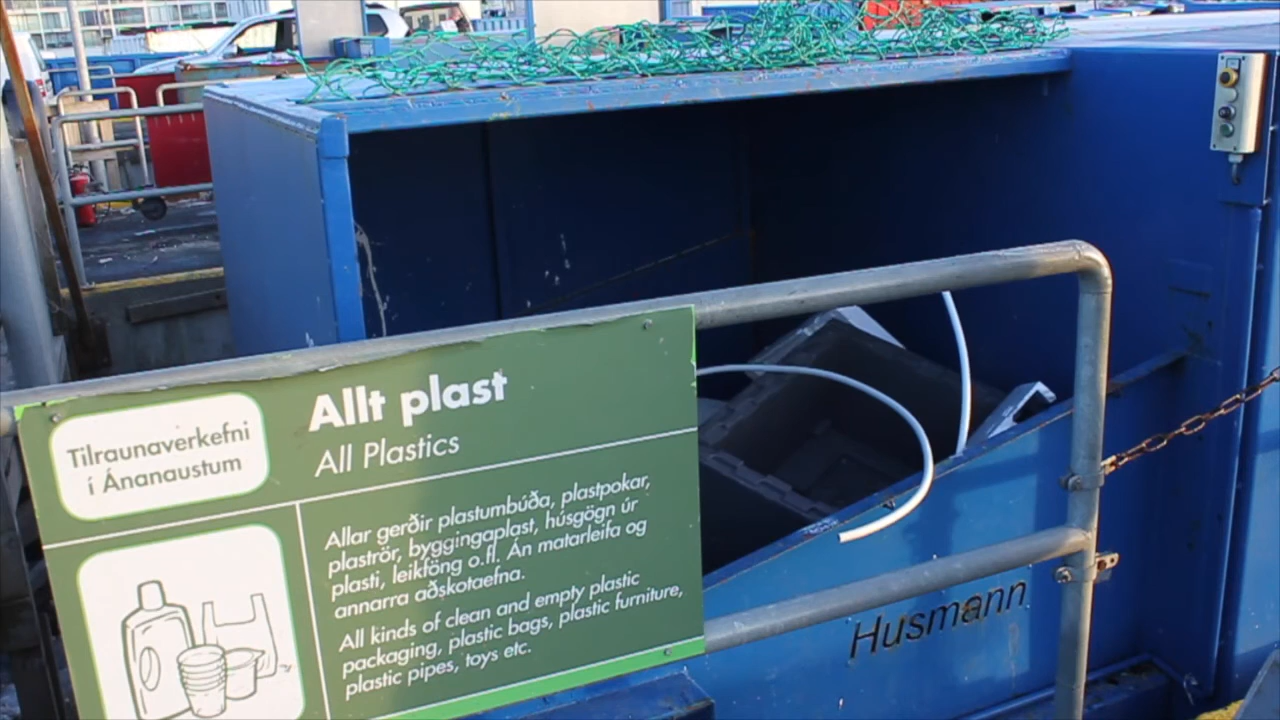 Tilraunaverkefni
í Ánanaustum
Allt plast
All Plastics
Allar gerðir plastumbúða, plastpokar,
plaströr, byggingaplast, húsgögn úr
plasti, leikföng o.fl. Án matarleifa og
annarra aðskotaefna.
All kinds of clean and empty plastic
packaging, plastic bags, plastic furniture,
plastic pipes, toys etc.
Husmann